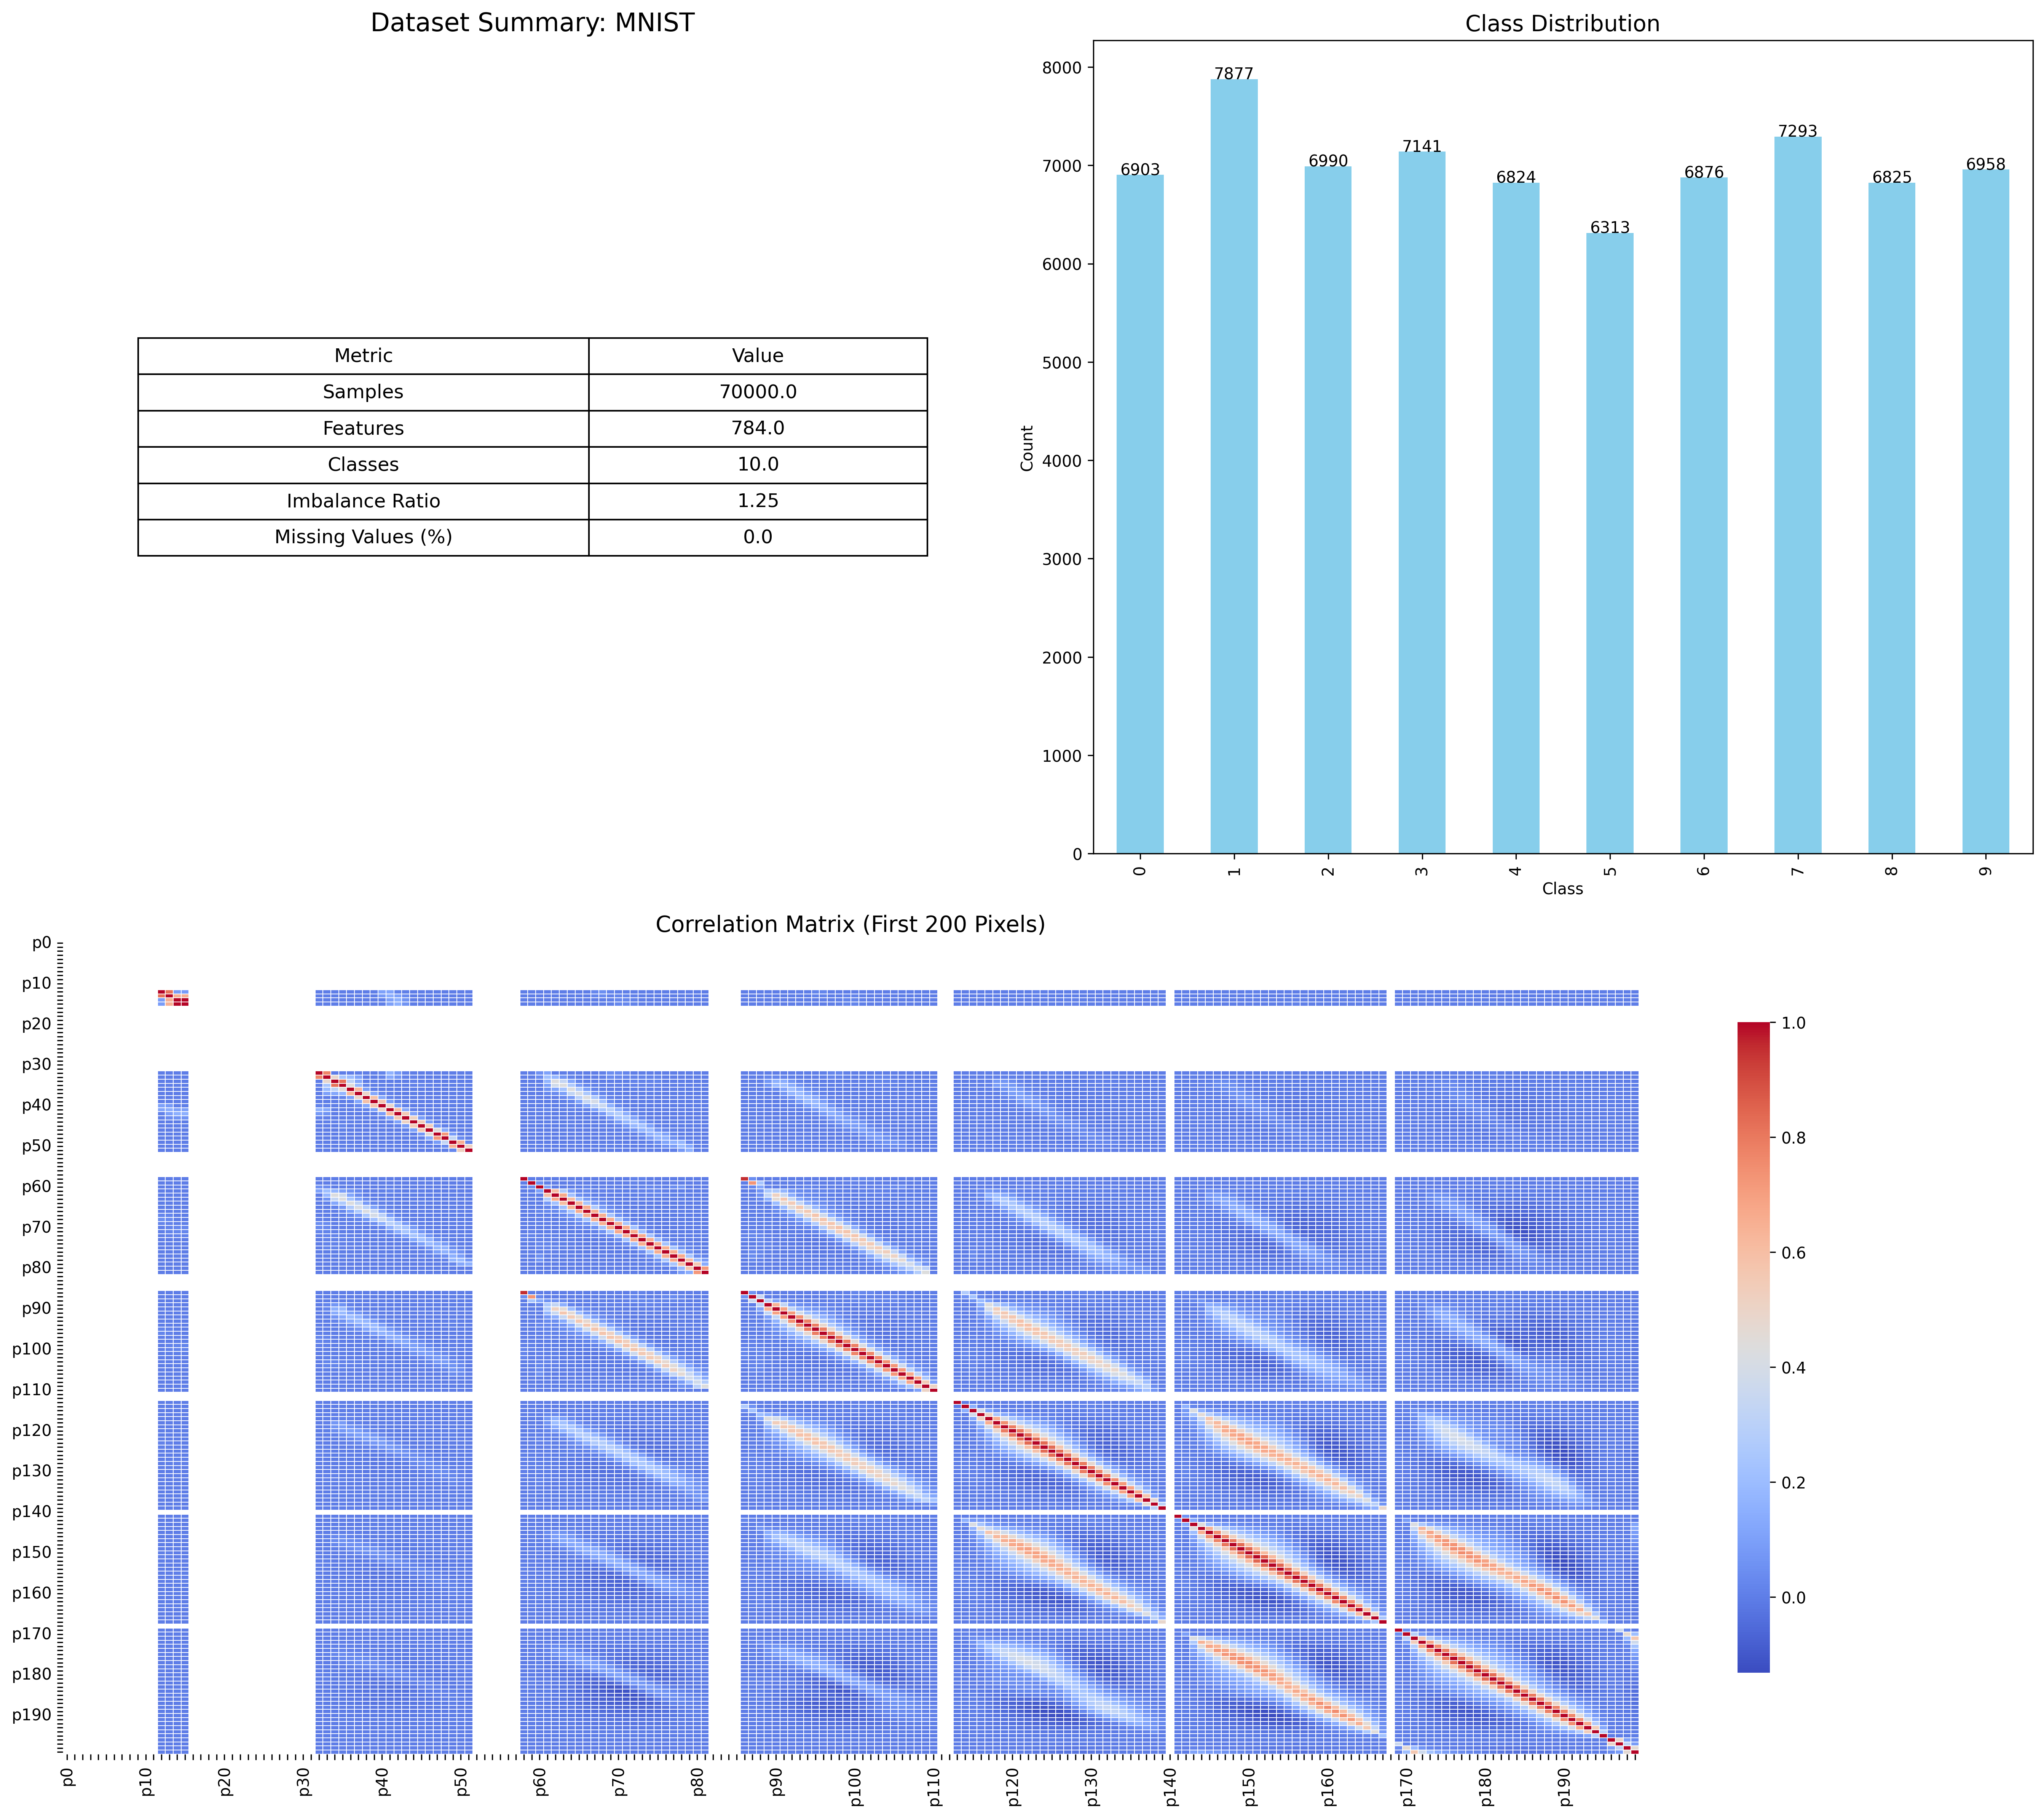 Dataset Summary: MNIST
Metric Value
Samples 70000.0
Features 784.0
Classes 10.0
Imbalance Ratio 1.25
Missing Values (%) 0.0
Class Distribution
8000
7000
6000
5000
4000
3000
2000
1000
0
Count
6903
7877
6990
7141
6824
6313
6876
7293
6825
6958
0 1 2 3 4 5 6 7 8 9
Class
Correlation Matrix (First 200 Pixels)
p0
p10
p20
p30
p40
p50
p60
p70
p80
p90
p100
p110
p120
p130
p140
p150
p160
p170
p180
p190
p0 p10 p20 p30 p40 p50 p60 p70 p80 p90 p100 p110 p120 p130 p140 p150 p160 p170 p180 p190
1.0
0.8
0.6
0.4
0.2
0.0